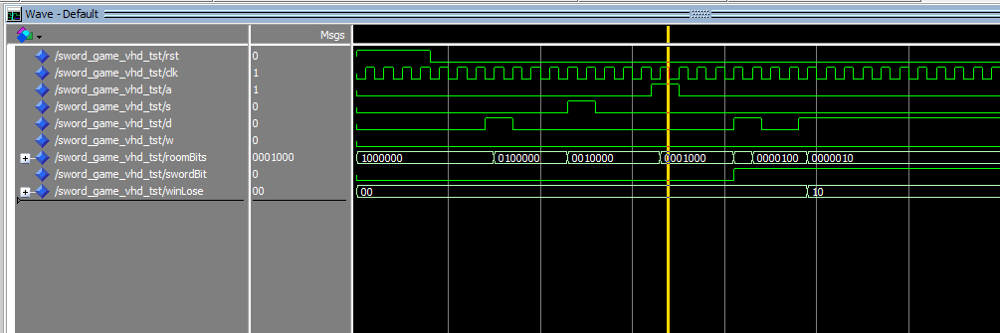 Wave - Default
Msgs
/sword_game_vhd_tst/rst 0
/sword_game_vhd_tst/clk 1
/sword_game_vhd_tst/a 1
/sword_game_vhd_tst/s 0
/sword_game_vhd_tst/d 0
/sword_game_vhd_tst/w 0
/sword_game_vhd_tst/roomBits 0001000 1000000 0100000 0010000 0001000 0000100 0000010
/sword_game_vhd_tst/swordBit 0
/sword_game_vhd_tst/winLose 00 00 10